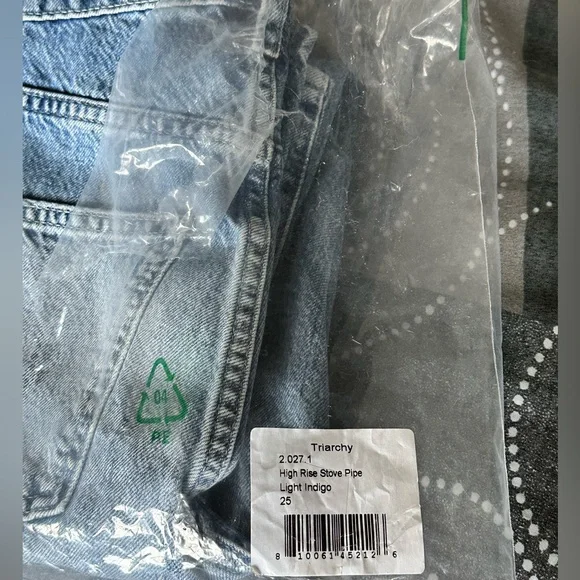 04
PE
Triarchy
2.027.1
High Rise Stove Pipe
Light Indigo
25
8 10061 45212 6